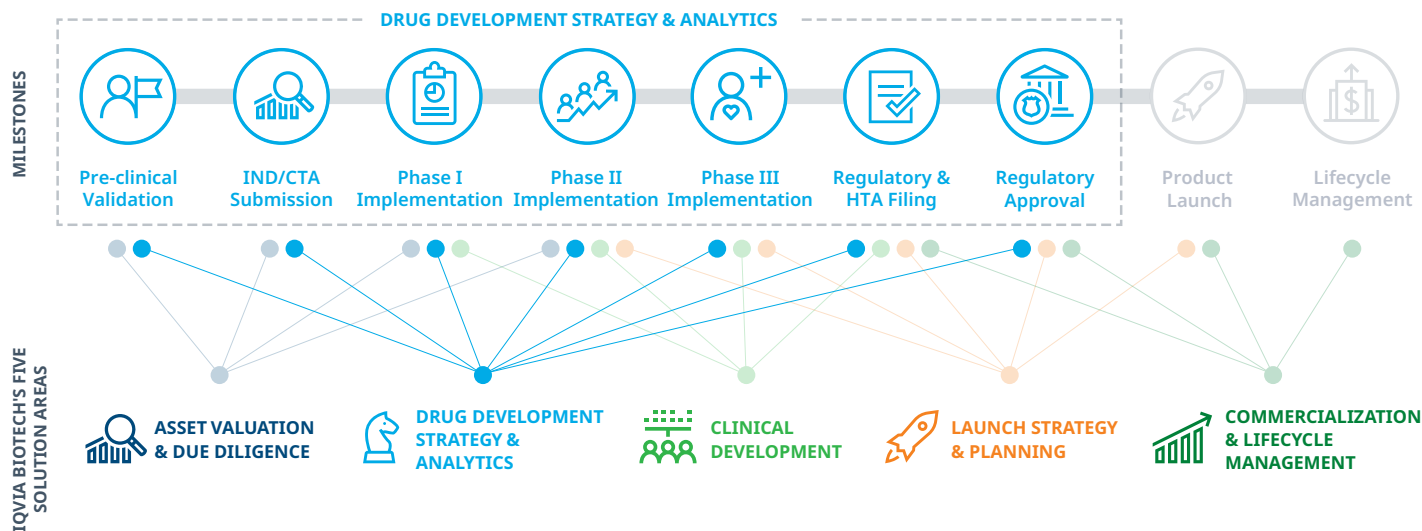 DRUG DEVELOPMENT STRATEGY & ANALYTICS
MILESTONES
Pre-clinical
Validation
IND/CTA
Submission
Phase I
Implementation
Phase II
Implementation
Phase III
Implementation
Regulatory &
HTA Filing
Regulatory
Approval
Product
Launch
Lifecycle
Management
$
IQVIA BIOTECH'S FIVE
SOLUTION AREAS
ASSET VALUATION
& DUE DILIGENCE
DRUG DEVELOPMENT
STRATEGY &
ANALYTICS
CLINICAL
DEVELOPMENT
LAUNCH STRATEGY
& PLANNING
COMMERCIALIZATION
& LIFECYCLE
MANAGEMENT